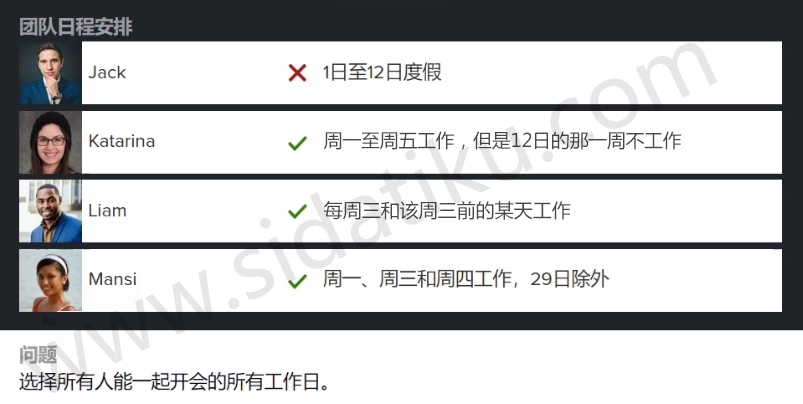 团队日程安排
Jack
1日至12日度假
Katarina
周一至周五工作，但是12日的那一周不工作
Liam
每周三和该周三前的某天工作
Mansi
周一、周三和周四工作，29日除外
www.sidatiku.com
问题
选择所有人能一起开会的所有工作日。